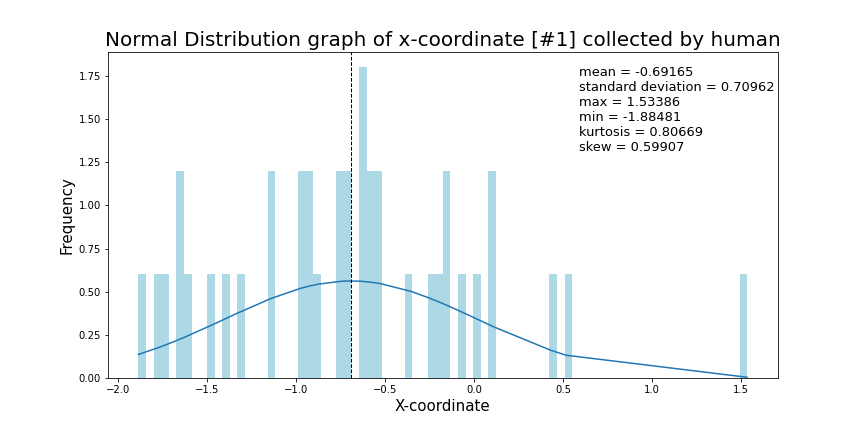 Normal Distribution graph of x-coordinate [#1] collected by human
mean = -0.69165
standard deviation = 0.70962
max = 1.53386
min = -1.88481
kurtosis = 0.80669
skew = 0.59907
1.75
1.50
1.25
1.00
0.75
0.50
0.25
0.00
Frequency
−2.0 −1.5 −1.0 −0.5 0.0 0.5 1.0 1.5
X-coordinate